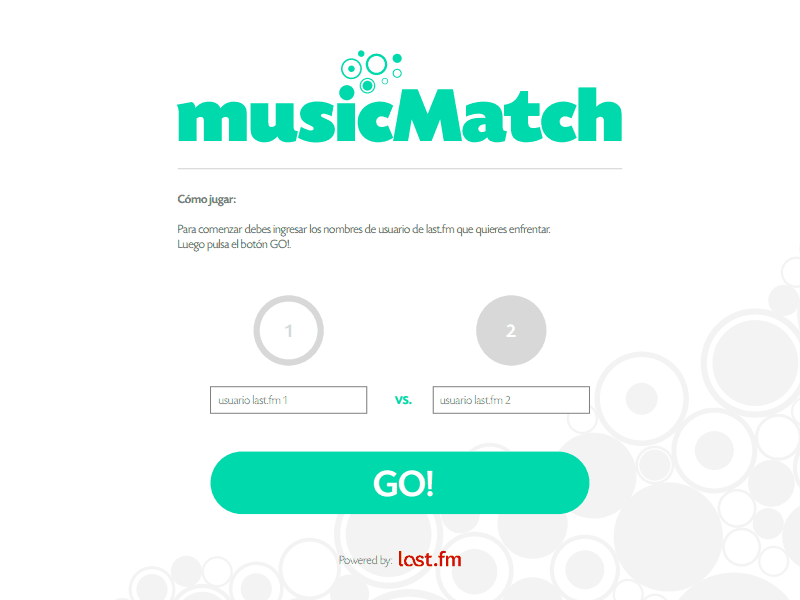 musicMatch
Cómo jugar:
Para comenzar debes ingresar los nombres de usuario de last.fm que quieres enfrentar.
Luego pulsa el botón GO!.
1
2
usuario last.fm 1
vs.
usuario last.fm 2
GO!
Powered by: last.fm